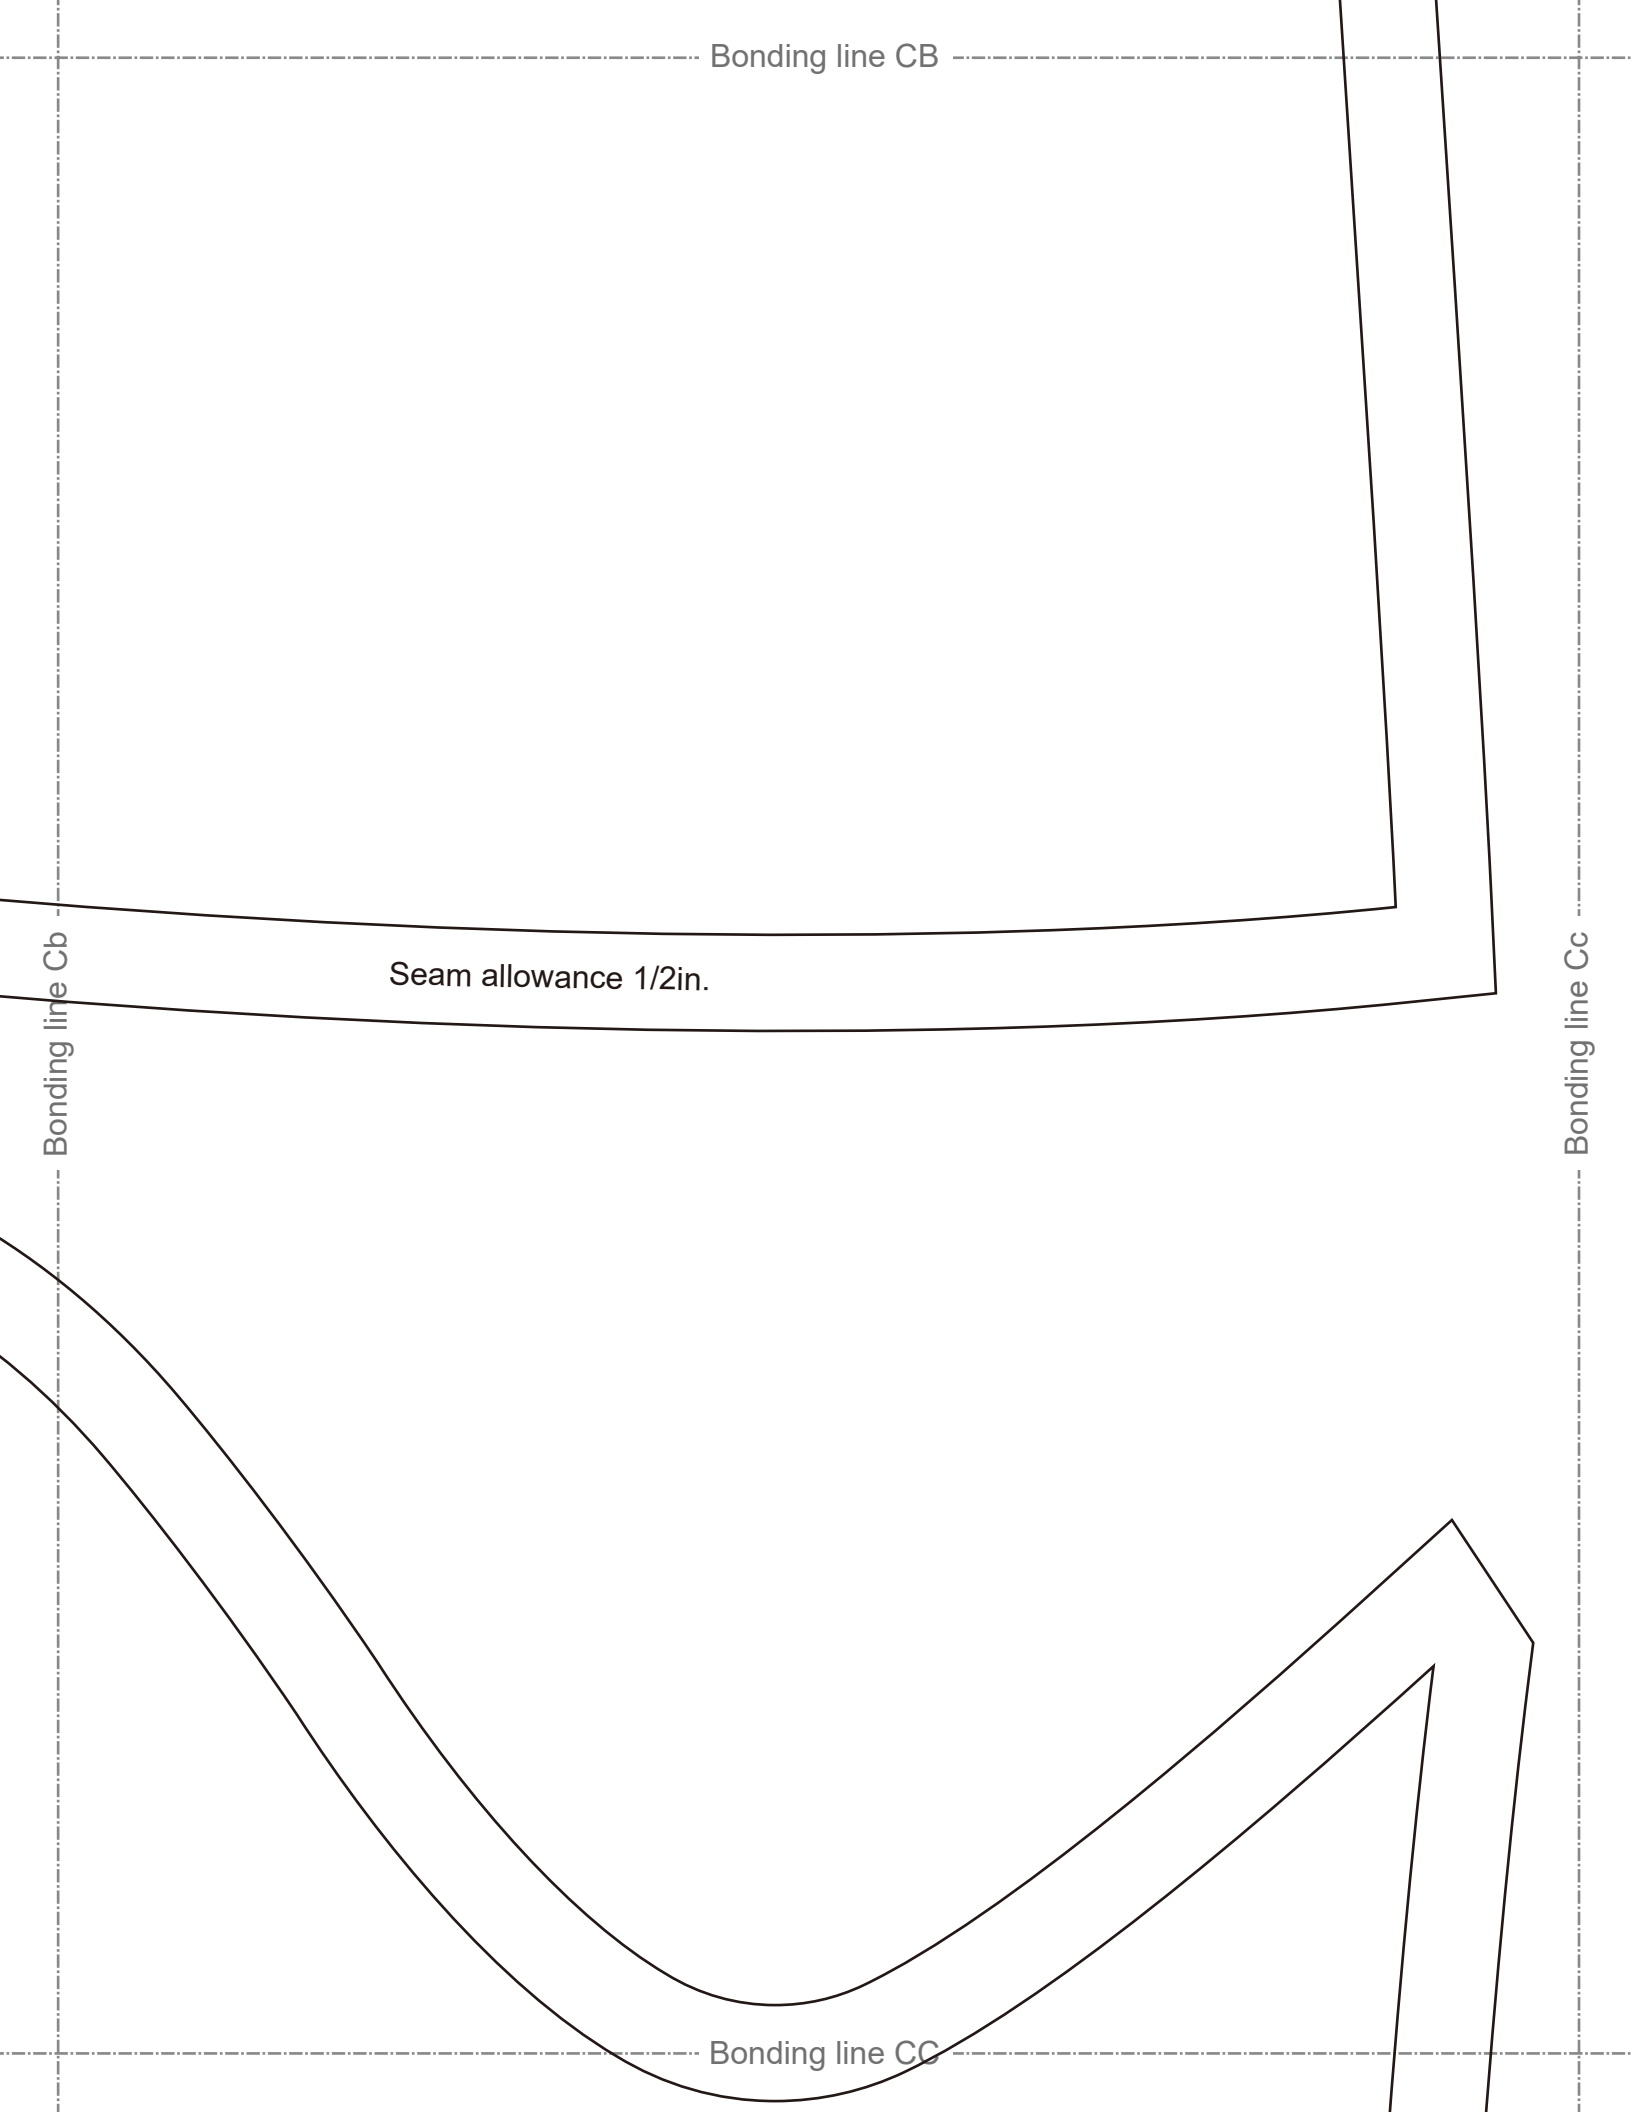 Bonding line CB
Seam allowance 1/2in.
Bonding line Cb
Bonding line Cc
Bonding line CC